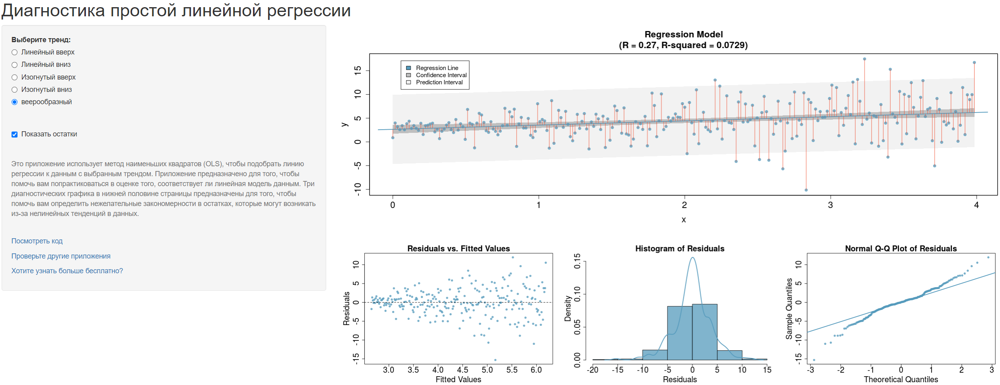 Диагностика простой линейной регрессии
Выберите тренд:
Линейный вверх
Линейный вниз
Изогнутый вверх
Изогнутый вниз
веерообразный
Показать остатки
Это приложение использует метод наименьших квадратов (OLS), чтобы подобрать линию
регрессии к данным с выбранным трендом. Приложение предназначено для того, чтобы
помочь вам попрактиковаться в оценке того, соответствует ли линейная модель данным. Три
диагностических графика в нижней половине страницы предназначены для того, чтобы
помочь вам определить нежелательные закономерности в остатках, которые могут возникать
из-за нелинейных тенденций в данных.
Посмотреть код
Проверьте другие приложения
Хотите узнать больше бесплатно?
Regression Model
(R = 0.27, R-squared = 0.0729)
Regression Line
Confidence Interval
Prediction Interval
y
15
10
5
0
-5
-10
0 1 2 3 4
x
Residuals vs. Fitted Values
Residuals
10
5
0
-5
-10
-15
3.0 3.5 4.0 4.5 5.0 5.5 6.0
Fitted Values
Histogram of Residuals
Density
0.15
0.10
0.05
0.00
-20 -15 -10 -5 0 5 10 15
Residuals
Normal Q-Q Plot of Residuals
Sample Quantiles
10
5
0
-5
-10
-15
-3 -2 -1 0 1 2 3
Theoretical Quantiles